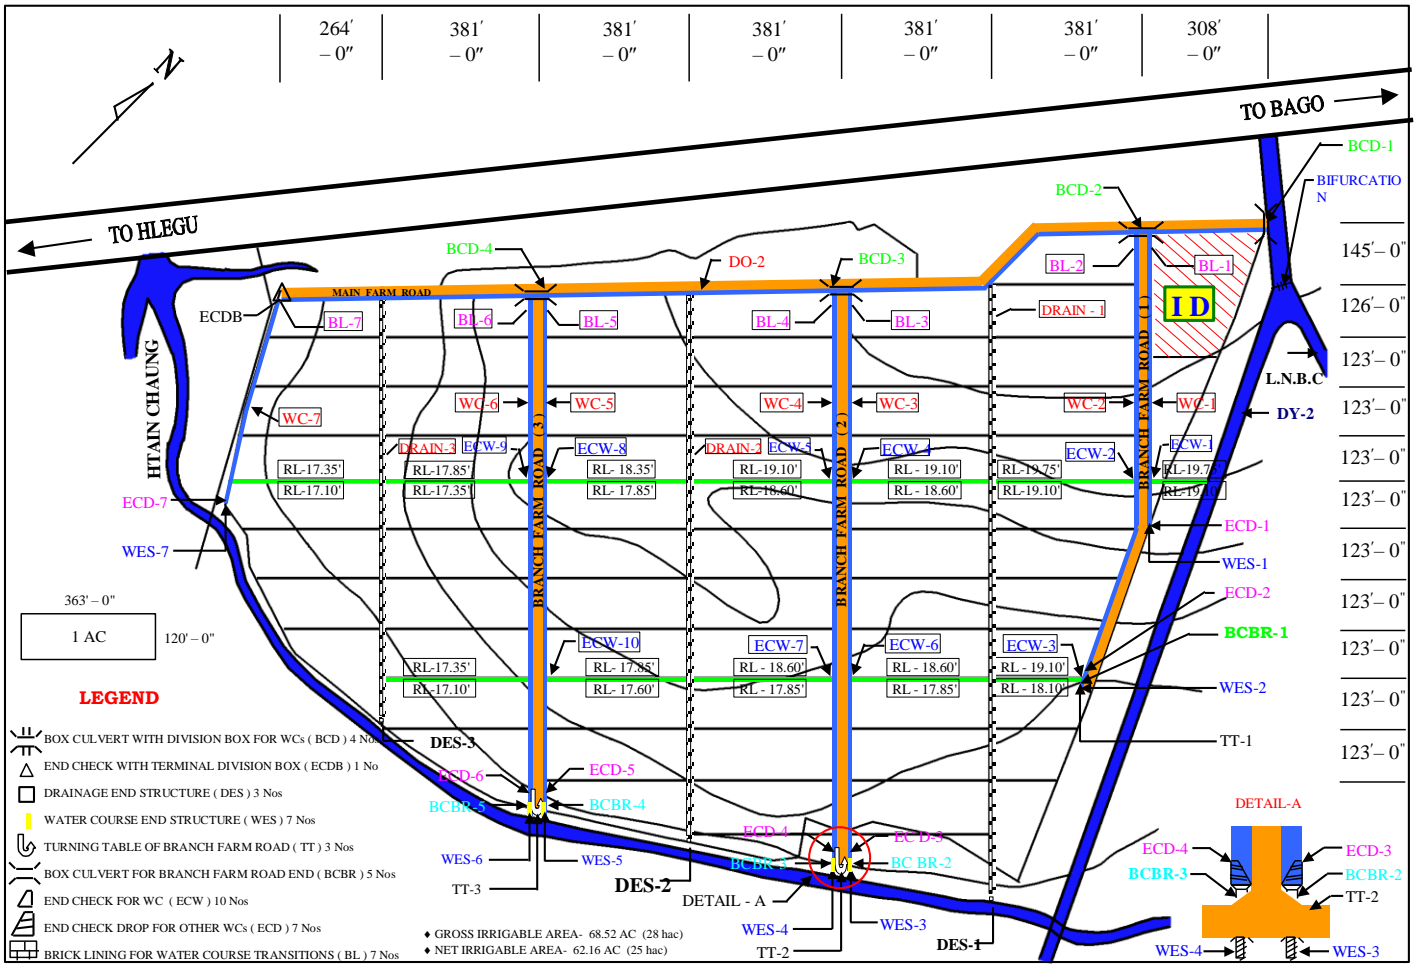 264′ – 0″
381′ – 0″
381′ – 0″
381′ – 0″
381′ – 0″
381′ – 0″
308′ – 0″
N
TO BAGO
TO HLEGU
BCD-1
BIFURCATIO
N
BCD-2
BCD-4
DO-2
BCD-3
145′– 0"
BL-2
BL-1
MAIN FARM ROAD
ECDB
BL-7
BL-6
BL-5
BL-4
BL-3
DRAIN - 1
I D
126′– 0"
HTAIN CHAUNG
123′– 0"
L.N.B.C
WC-7
WC-6
WC-5
WC-4
WC-3
WC-2
WC-1
DY-2
123′– 0"
BRANCH FARM ROAD ( 3 )
BRANCH FARM ROAD ( 2 )
BRANCH FARM ROAD ( 1 )
DRAIN-3
ECW-9
ECW-8
DRAIN-2
ECW-5
ECW-4
ECW-2
ECW-1
123′– 0"
RL-17.35'
RL-17.85'
RL- 18.35'
RL-19.10'
RL - 19.10'
RL-19.75'
RL-19.75'
RL-17.10'
RL-17.35'
RL- 17.85'
RL-18.60'
RL - 18.60'
RL-19.10'
RL-19.10'
123′– 0"
ECD-7
ECD-1
WES-7
WES-1
123′– 0"
363′ – 0″
1 AC
120′ – 0″
ECD-2
123′– 0"
BCBR-1
ECW-10
ECW-7
ECW-6
ECW-3
123′– 0"
RL-17.35'
RL- 17.85'
RL - 18.60'
RL - 18.60'
RL - 19.10'
RL-17.10'
RL- 17.60'
RL - 17.85'
RL - 17.85'
RL - 18.10'
WES-2
123′– 0"
TT-1
123′– 0"
LEGEND
BOX CULVERT WITH DIVISION BOX FOR WCs ( BCD ) 4 Nos
END CHECK WITH TERMINAL DIVISION BOX ( ECDB ) 1 No
DRAINAGE END STRUCTURE ( DES ) 3 Nos
WATER COURSE END STRUCTURE ( WES ) 7 Nos
TURNING TABLE OF BRANCH FARM ROAD ( TT ) 3 Nos
BOX CULVERT FOR BRANCH FARM ROAD END ( BCBR ) 5 Nos
END CHECK FOR WC ( ECW ) 10 Nos
END CHECK DROP FOR OTHER WCs ( ECD ) 7 Nos
BRICK LINING FOR WATER COURSE TRANSITIONS ( BL ) 7 Nos
DES-3
ECD-6
ECD-5
BCBR-5
BCBR-4
WES-6
WES-5
TT-3
DES-2
ECD-4
EC D-3
BCBR-3
BC BR-2
DETAIL - A
WES-4
WES-3
TT-2
DES-1
♦ GROSS IRRIGABLE AREA- 68.52 AC (28 hac)
♦ NET IRRIGABLE AREA- 62.16 AC (25 hac)
DETAIL-A
ECD-4
ECD-3
BCBR-3
BCBR-2
TT-2
WES-4
WES-3